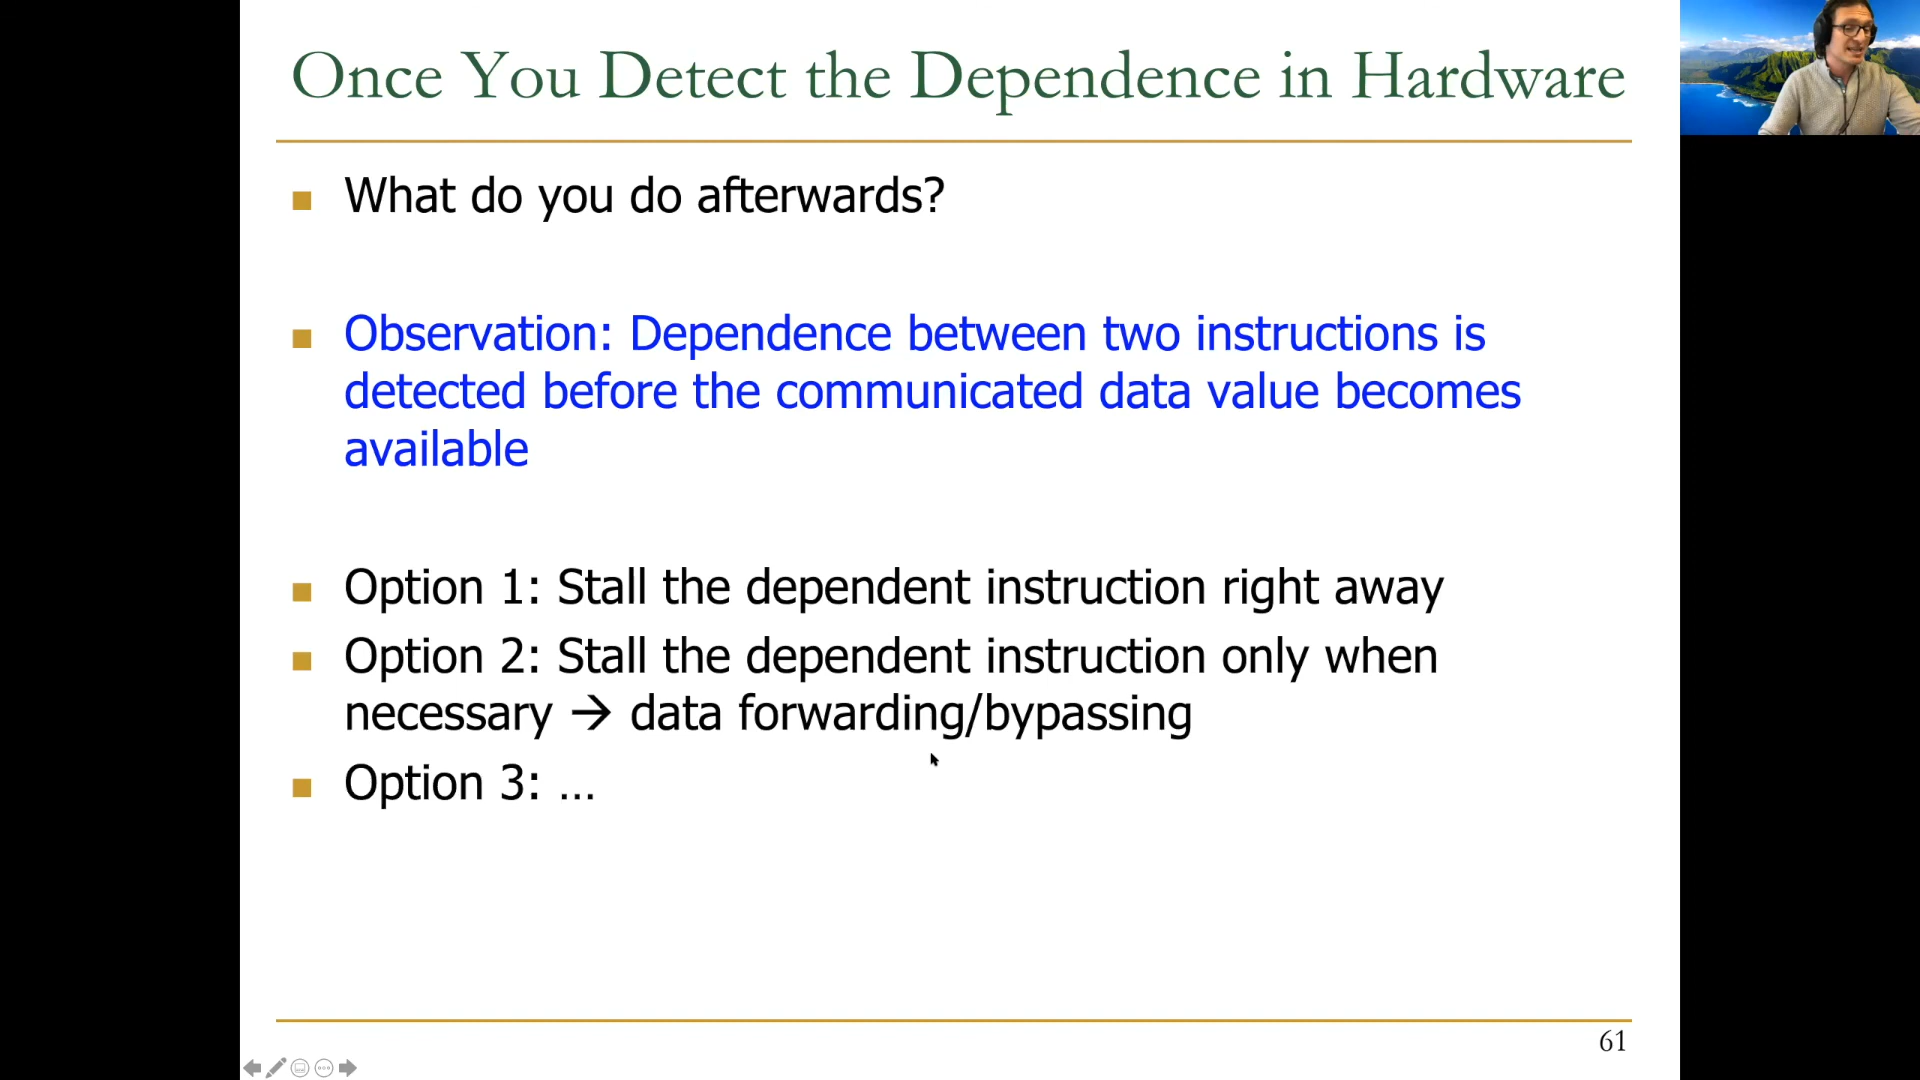 Once You Detect the Dependence in Hardware
What do you do afterwards?
Observation: Dependence between two instructions is
detected before the communicated data value becomes
available
Option 1: Stall the dependent instruction right away
Option 2: Stall the dependent instruction only when
necessary → data forwarding/bypassing
Option 3: …
61